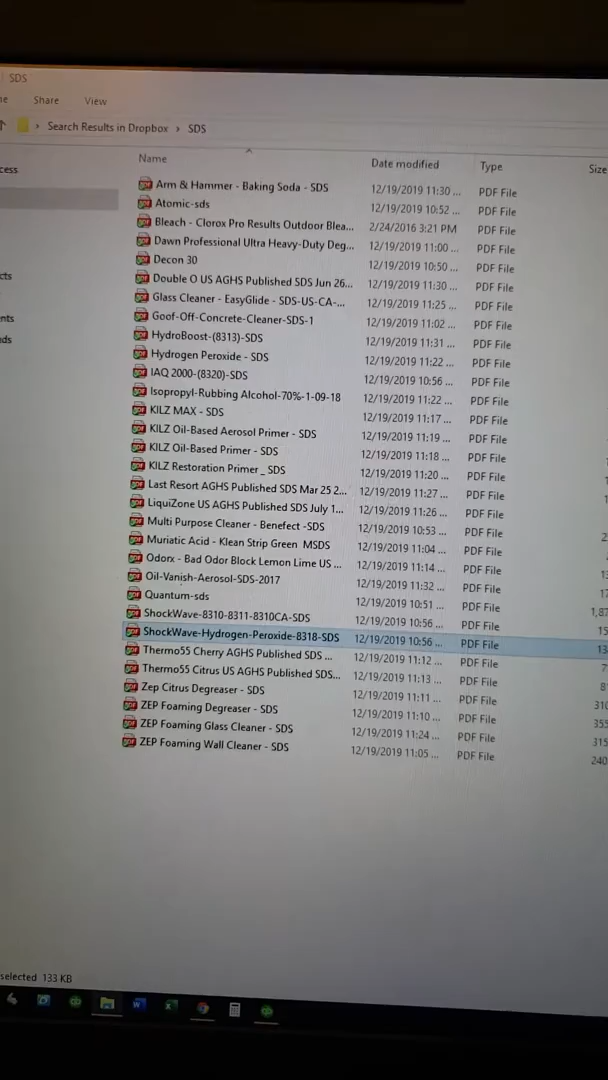 SDS
Share View
Search Results in Dropbox › SDS
cess
Name Date modified Type Size
Arm & Hammer - Baking Soda - SDS 12/19/2019 11:30 ... PDF File
Atomic-sds 12/19/2019 10:52 ... PDF File
Bleach - Clorox Pro Results Outdoor Blea... 2/24/2016 3:21 PM PDF File
Dawn Professional Ultra Heavy-Duty Deg... 12/19/2019 11:00 ... PDF File
Decon 30 12/19/2019 10:50 ... PDF File
cts
Double O US AGHS Published SDS Jun 26... 12/19/2019 11:30 ... PDF File
Glass Cleaner - EasyGlide - SDS-US-CA-... 12/19/2019 11:25 ... PDF File
nts
Goof-Off-Concrete-Cleaner-SDS-1 12/19/2019 11:02 ... PDF File
ds
HydroBoost-(8313)-SDS 12/19/2019 11:31 ... PDF File
Hydrogen Peroxide - SDS 12/19/2019 11:22 ... PDF File
IAQ 2000-(8320)-SDS 12/19/2019 10:56 ... PDF File
Isopropyl-Rubbing Alcohol-70%-1-09-18 12/19/2019 11:22 ... PDF File
KILZ MAX - SDS 12/19/2019 11:17 ... PDF File
KILZ Oil-Based Aerosol Primer - SDS 12/19/2019 11:19 ... PDF File
KILZ Oil-Based Primer - SDS 12/19/2019 11:18 ... PDF File
KILZ Restoration Primer _ SDS 12/19/2019 11:20 ... PDF File
Last Resort AGHS Published SDS Mar 25 2... 12/19/2019 11:27 ... PDF File
LiquiZone US AGHS Published SDS July 1... 12/19/2019 11:26 ... PDF File
Multi Purpose Cleaner - Benefect -SDS 12/19/2019 10:53 ... PDF File
Muriatic Acid - Klean Strip Green MSDS 12/19/2019 11:04 ... PDF File
Odorx - Bad Odor Block Lemon Lime US ... 12/19/2019 11:14 ... PDF File
Oil-Vanish-Aerosol-SDS-2017 12/19/2019 11:32 ... PDF File
Quantum-sds 12/19/2019 10:51 ... PDF File
ShockWave-8310-8311-8310CA-SDS 12/19/2019 10:56 ... PDF File
ShockWave-Hydrogen-Peroxide-8318-SDS 12/19/2019 10:56 ... PDF File
Thermo55 Cherry AGHS Published SDS ... 12/19/2019 11:12 ... PDF File
Thermo55 Citrus US AGHS Published SDS... 12/19/2019 11:13 ... PDF File
Zep Citrus Degreaser - SDS 12/19/2019 11:11 ... PDF File
ZEP Foaming Degreaser - SDS 12/19/2019 11:10 ... PDF File 310
ZEP Foaming Glass Cleaner - SDS 12/19/2019 11:24 ... PDF File 355
ZEP Foaming Wall Cleaner - SDS 12/19/2019 11:05 ... PDF File 315
240
selected 133 KB